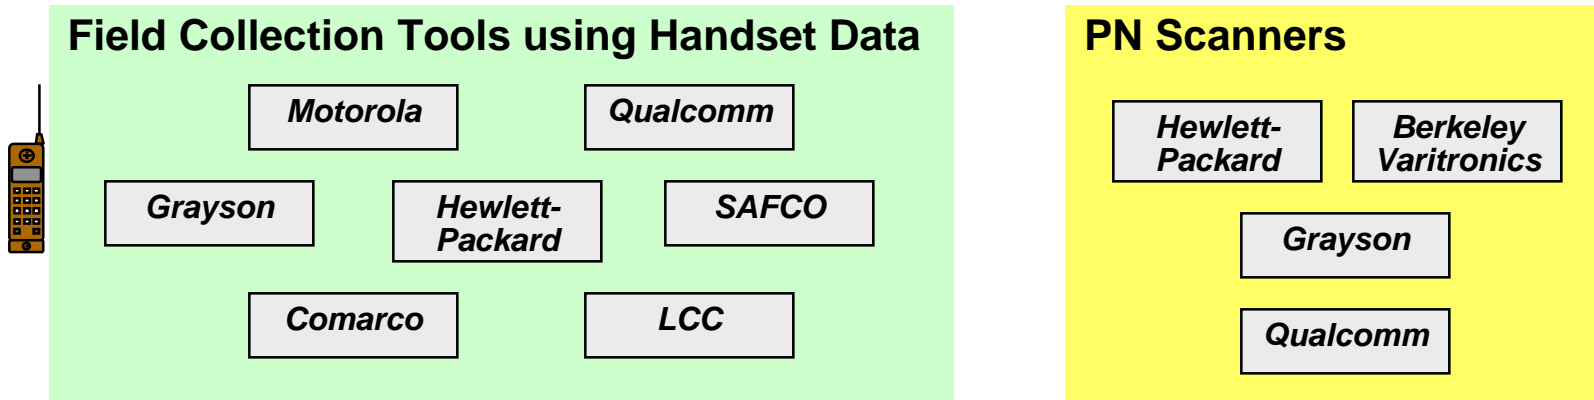 Field Collection Tools using Handset Data
Motorola
Qualcomm
Grayson
Hewlett-
Packard
SAFCO
Comarco
LCC
PN Scanners
Hewlett-
Packard
Berkeley
Varitronics
Grayson
Qualcomm